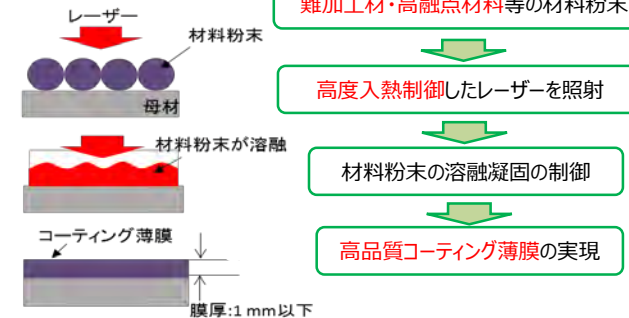 レーザー
材料粉末
母材
材料粉末が溶融
コーティング薄膜
膜厚:1mm以下
難加工材・高融点材料等の材料粉末
高度入熱制御したレーザーを照射
材料粉末の溶融凝固の制御
高品質コーティング薄膜の実現